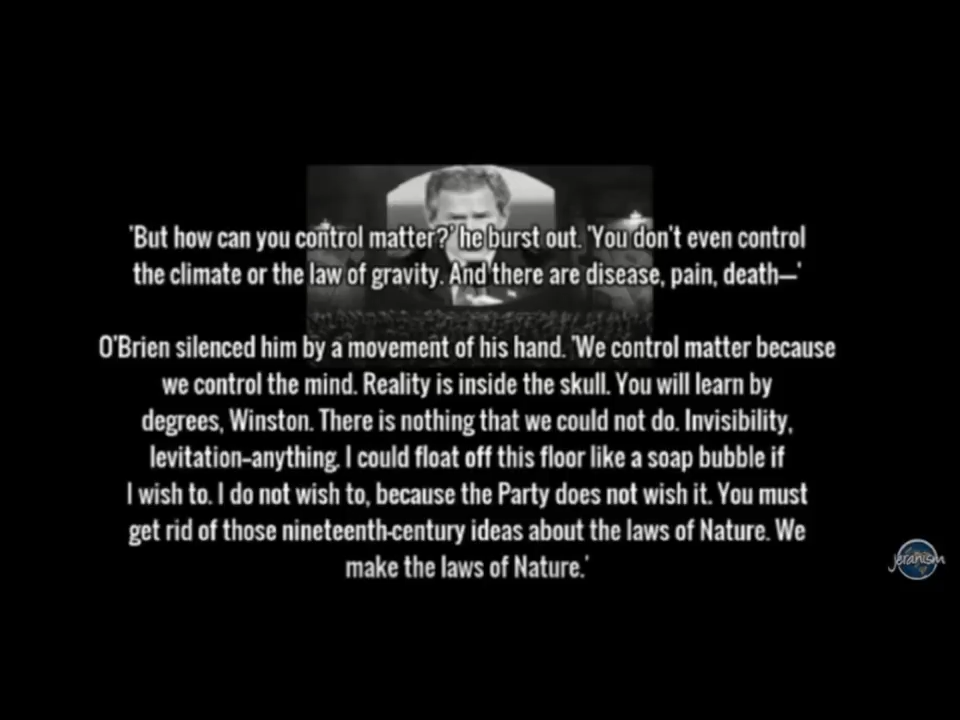 'But how can you control matter?' he burst out. 'You don't even control
the climate or the law of gravity. And there are disease, pain, death—'
O'Brien silenced him by a movement of his hand. 'We control matter because
we control the mind. Reality is inside the skull. You will learn by
degrees, Winston. There is nothing that we could not do. Invisibility,
levitation-anything. I could float off this floor like a soap bubble if
I wish to. I do not wish to, because the Party does not wish it. You must
get rid of those nineteenth-century ideas about the laws of Nature. We
make the laws of Nature.'
jeranism